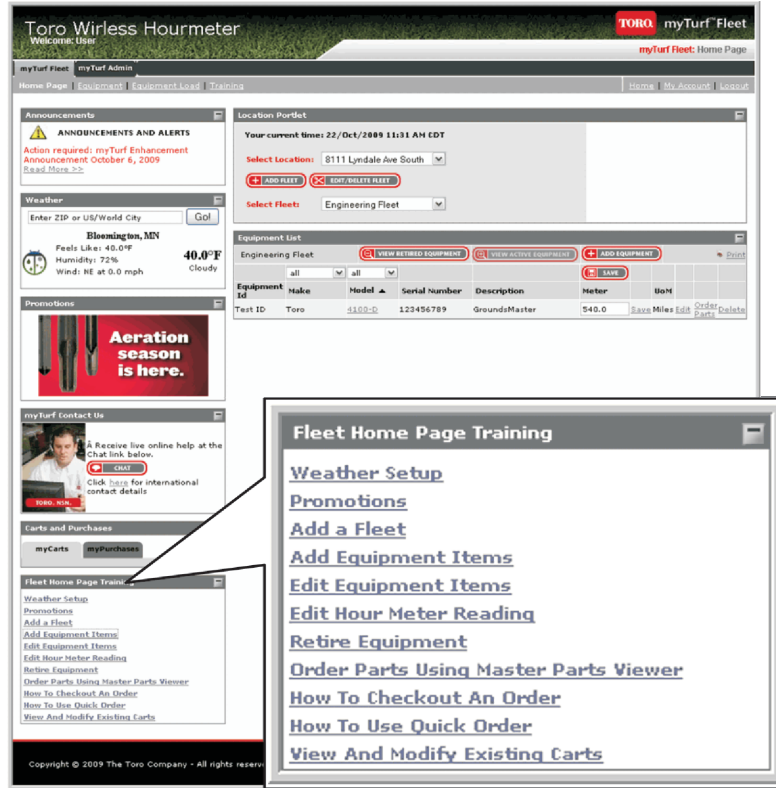 Toro Wirless Hourmeter
Welcome: User
TORO. myTurf™Fleet
myTurf Fleet: Home Page
myTurf Fleet myTurf Admin
Home Page | Equipment | Equipment Load | Training
Home | My Account | Logout
Announcements
ANNOUNCEMENTS AND ALERTS
Action required: myTurf Enhancement
Announcement October 6, 2009
Read More >>
Weather
Enter ZIP or US/World City Go!
Bloomington, MN
Feels Like: 40.0°F
Humidity: 72%
Wind: NE at 0.0 mph
40.0°F
Cloudy
Promotions
Aeration
season
is here.
myTurf Contact Us
Â Receive live online help at the
Chat link below.
CHAT
Click here for international
contact details
TORO. NSN.
Carts and Purchases
myCarts myPurchases
Fleet Home Page Training
Weather Setup
Promotions
Add a Fleet
Add Equipment Items
Edit Equipment Items
Edit Hour Meter Reading
Retire Equipment
Order Parts Using Master Parts Viewer
How To Checkout An Order
How To Use Quick Order
View And Modify Existing Carts
Location Portlet
Your current time: 22/Oct/2009 11:31 AM CDT
Select Location: 8111 Lyndale Ave South
ADD FLEET EDIT/DELETE FLEET
Select Fleet: Engineering Fleet
Equipment List
Engineering Fleet VIEW RETIRED EQUIPMENT VIEW ACTIVE EQUIPMENT ADD EQUIPMENT Print
all all SAVE
Equipment Id Make Model Serial Number Description Meter BoM
Test ID Toro 4100-D 123456789 GroundsMaster 540.0 Save Miles Edit Order Parts Delete
Fleet Home Page Training
Weather Setup
Promotions
Add a Fleet
Add Equipment Items
Edit Equipment Items
Edit Hour Meter Reading
Retire Equipment
Order Parts Using Master Parts Viewer
How To Checkout An Order
How To Use Quick Order
View And Modify Existing Carts
Copyright © 2009 The Toro Company - All rights